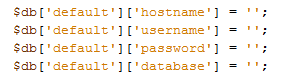 $db['default']['hostname'] = '';
$db['default']['username'] = '';
$db['default']['password'] = '';
$db['default']['database'] = '';